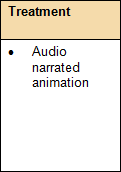 Treatment
• Audio
narrated
animation